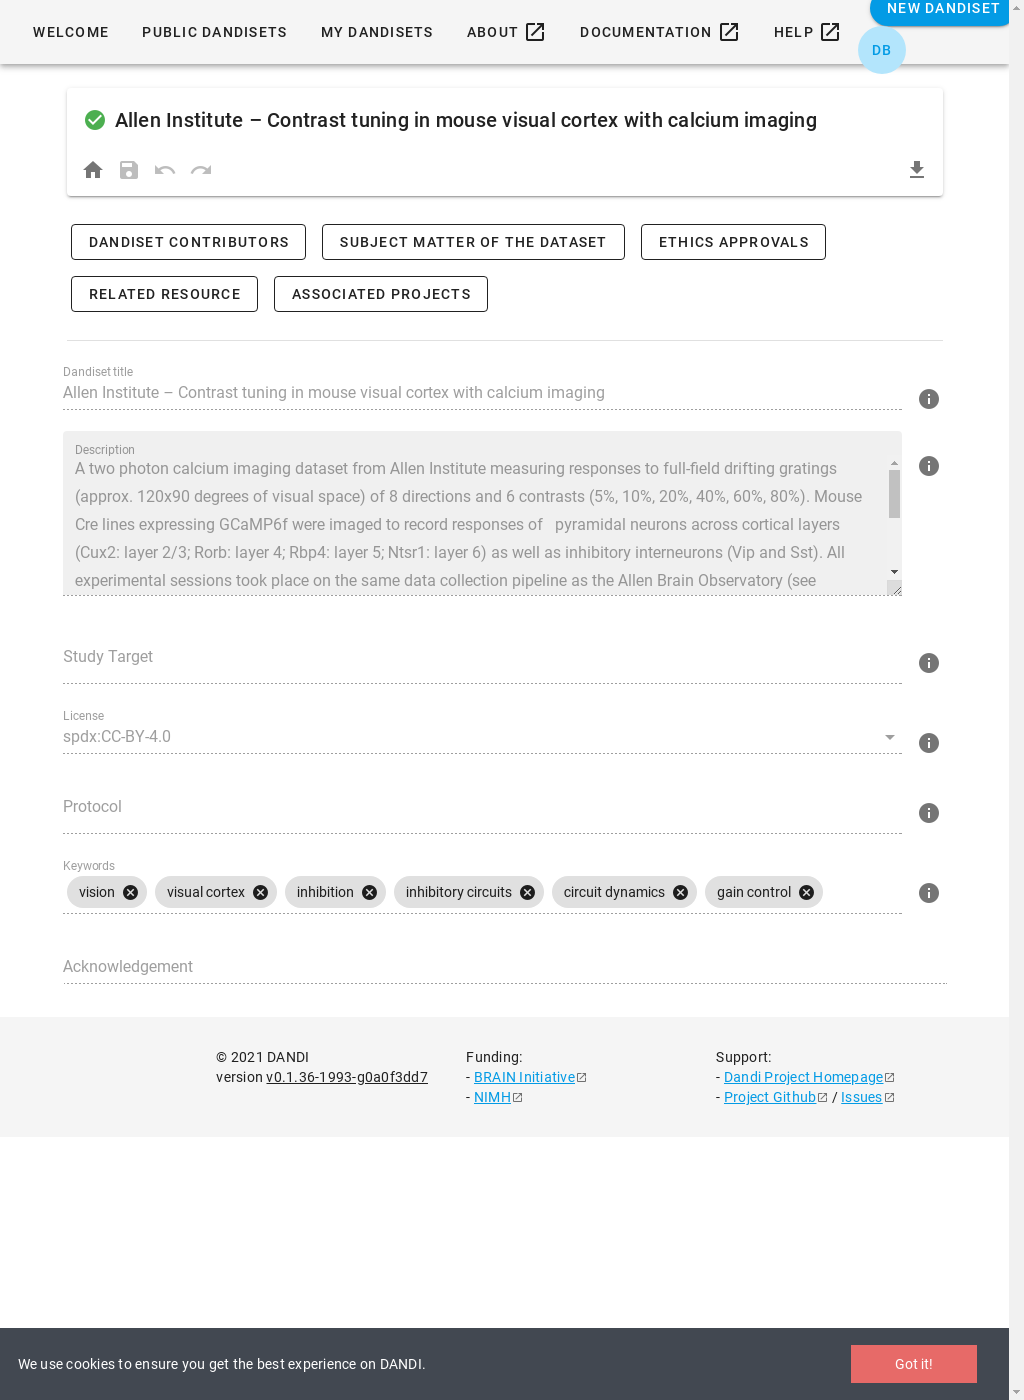 WELCOME PUBLIC DANDISETS MY DANDISETS ABOUT DOCUMENTATION HELP NEW DANDISET
DB
Allen Institute – Contrast tuning in mouse visual cortex with calcium imaging
DANDISET CONTRIBUTORS SUBJECT MATTER OF THE DATASET ETHICS APPROVALS
RELATED RESOURCE ASSOCIATED PROJECTS
Dandiset title
Allen Institute – Contrast tuning in mouse visual cortex with calcium imaging
Description
A two photon calcium imaging dataset from Allen Institute measuring responses to full-field drifting gratings
(approx. 120x90 degrees of visual space) of 8 directions and 6 contrasts (5%, 10%, 20%, 40%, 60%, 80%). Mouse
Cre lines expressing GCaMP6f were imaged to record responses of pyramidal neurons across cortical layers
(Cux2: layer 2/3; Rorb: layer 4; Rbp4: layer 5; Ntsr1: layer 6) as well as inhibitory interneurons (Vip and Sst). All
experimental sessions took place on the same data collection pipeline as the Allen Brain Observatory (see
Study Target
License
spdx:CC-BY-4.0
Protocol
Keywords
vision visual cortex inhibition inhibitory circuits circuit dynamics gain control
Acknowledgement
© 2021 DANDI Funding: Support:
version v0.1.36-1993-g0a0f3dd7 - BRAIN Initiative - Dandi Project Homepage
- NIMH - Project Github / Issues
We use cookies to ensure you get the best experience on DANDI. Got it!